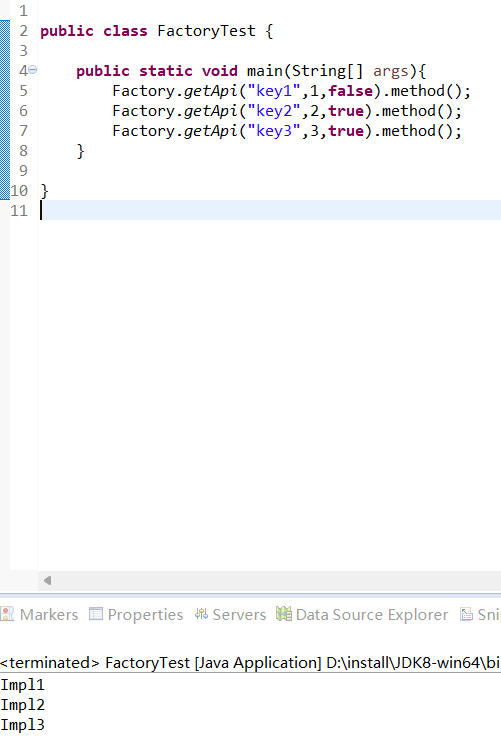 1
2 public class FactoryTest {
3
4 public static void main(String[] args){
5 Factory.getApi("key1",1,false).method();
6 Factory.getApi("key2",2,true).method();
7 Factory.getApi("key3",3,true).method();
8 }
9
10 }
11
Markers Properties Servers Data Source Explorer Sni
<terminated> FactoryTest [Java Application] D:\install\JDK8-win64\bi
Impl1
Impl2
Impl3